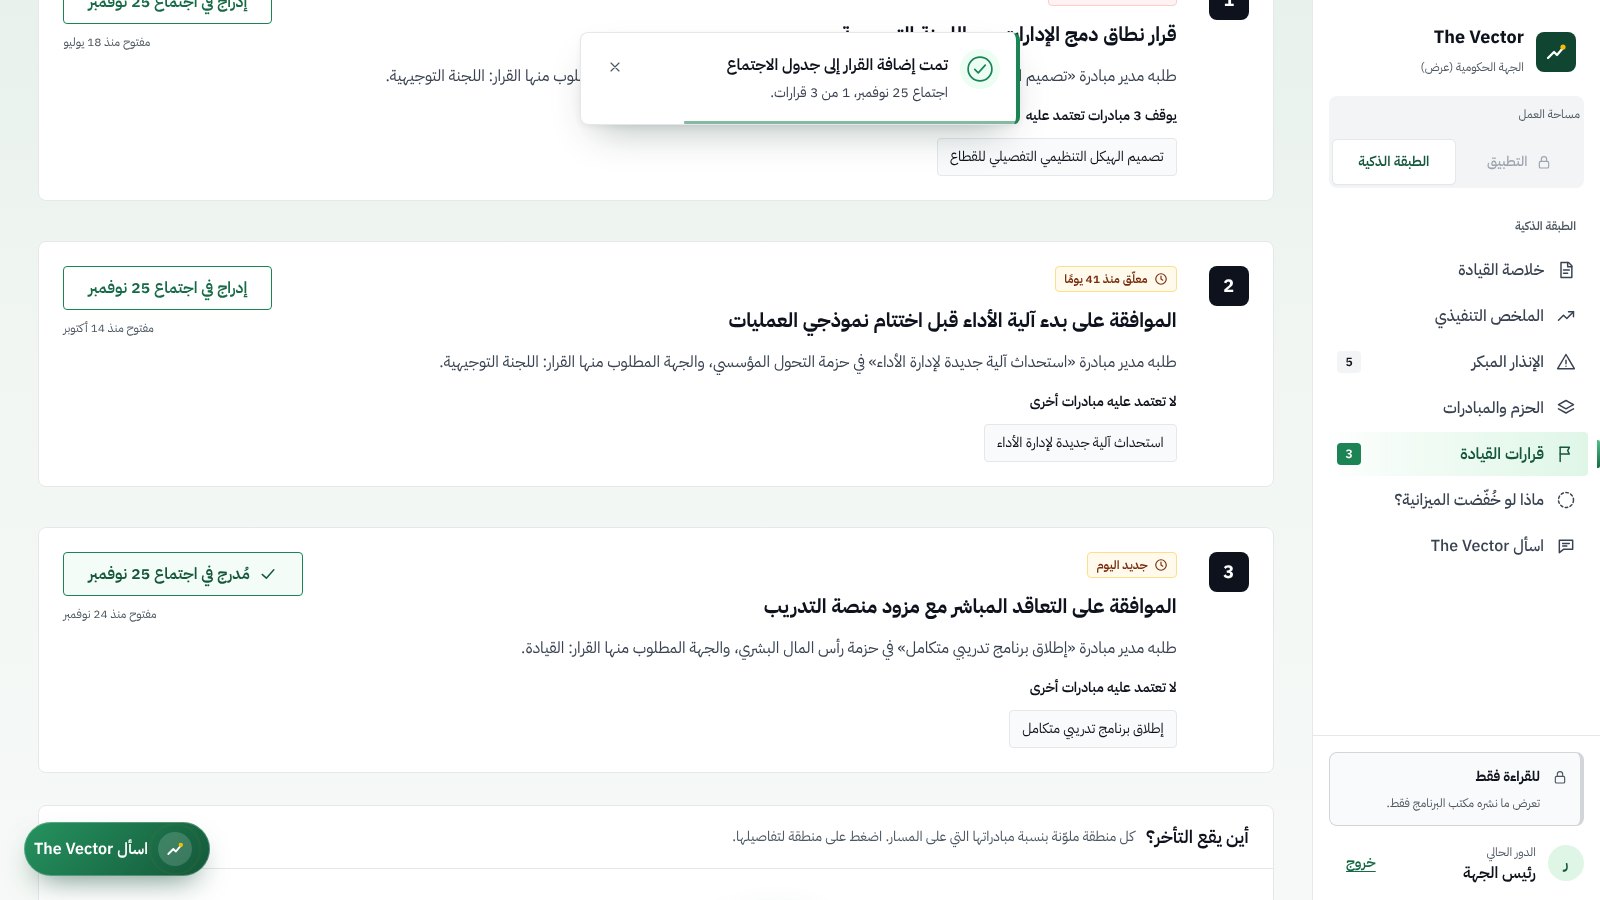 The Vector
الجهة الحكومية (عرض)
مساحة العمل
التطبيق
الطبقة الذكية
الطبقة الذكية
خلاصة القيادة
الملخص التنفيذي
الإنذار المبكر
5
الحزم والمبادرات
قرارات القيادة
3
ماذا لو خُفّضت الميزانية؟
اسأل The Vector
للقراءة فقط
تعرض ما نشره مكتب البرنامج فقط.
ر
الدور الحالي
رئيس الجهة
خروج
تمت إضافة القرار إلى جدول الاجتماع
اجتماع 25 نوفمبر، 1 من 3 قرارات.
1
إدراج في اجتماع 25 نوفمبر
مفتوح منذ 18 يوليو
قرار نطاق دمج الإدارات
طلبه مدير مبادرة «تصميم
منها القرار: اللجنة التوجيهية.
يوقف 3 مبادرات تعتمد عليه
تصميم الهيكل التنظيمي التفصيلي للقطاع
2
معلّق منذ 41 يومًا
إدراج في اجتماع 25 نوفمبر
مفتوح منذ 14 أكتوبر
الموافقة على بدء آلية الأداء قبل اختتام نموذجي العمليات
طلبه مدير مبادرة «استحداث آلية جديدة لإدارة الأداء» في حزمة التحول المؤسسي، والجهة المطلوب منها القرار: اللجنة التوجيهية.
لا تعتمد عليه مبادرات أخرى
استحداث آلية جديدة لإدارة الأداء
3
جديد اليوم
مُدرج في اجتماع 25 نوفمبر
مفتوح منذ 24 نوفمبر
الموافقة على التعاقد المباشر مع مزود منصة التدريب
طلبه مدير مبادرة «إطلاق برنامج تدريبي متكامل» في حزمة رأس المال البشري، والجهة المطلوب منها القرار: القيادة.
لا تعتمد عليه مبادرات أخرى
إطلاق برنامج تدريبي متكامل
أين يقع التأخر؟
كل منطقة ملوّنة بنسبة مبادراتها التي على المسار. اضغط على منطقة لتفاصيلها.
اسأل The Vector